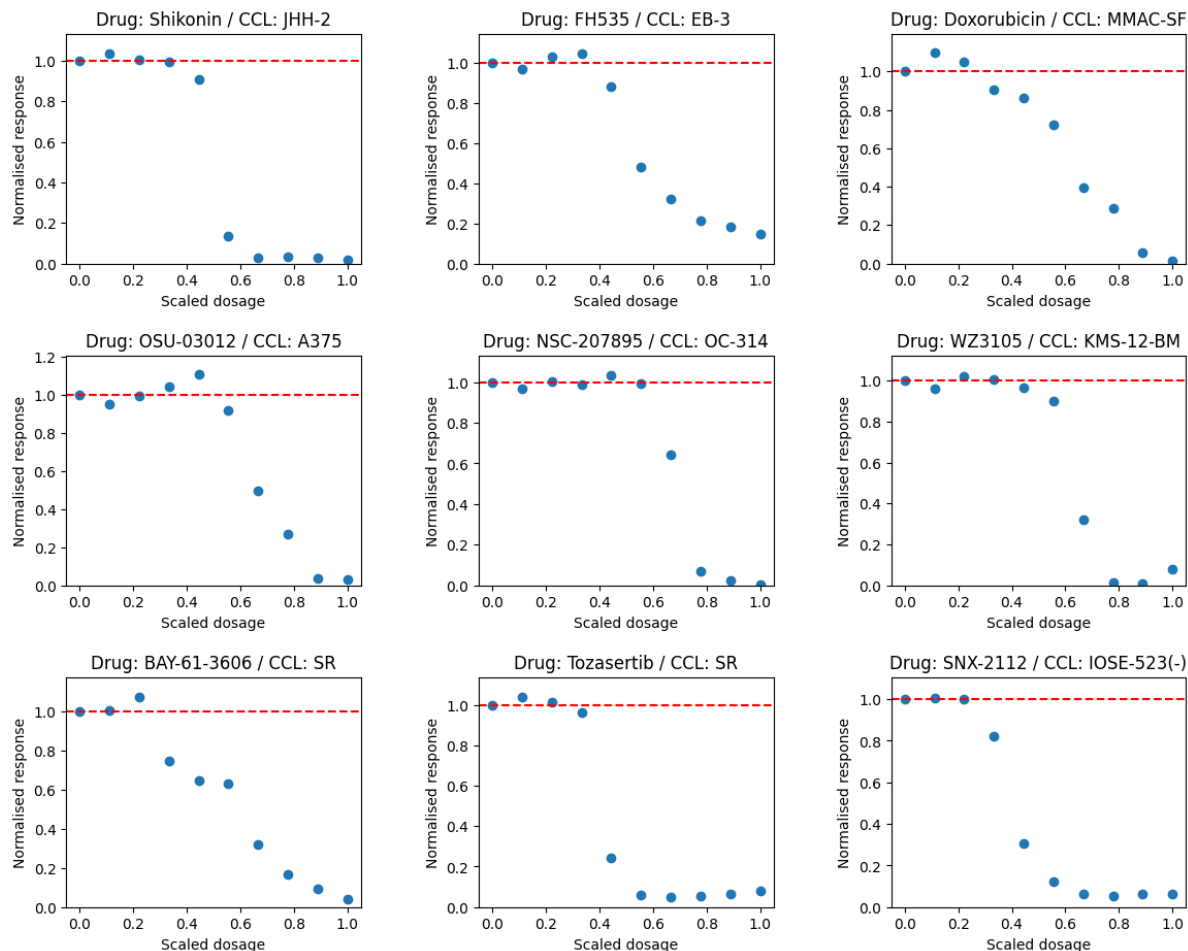 Drug: Shikonin / CCL: JHH-2
Normalised response
1.0
0.8
0.6
0.4
0.2
0.0
0.0 0.2 0.4 0.6 0.8 1.0
Scaled dosage
Drug: FH535 / CCL: EB-3
Normalised response
1.0
0.8
0.6
0.4
0.2
0.0
0.0 0.2 0.4 0.6 0.8 1.0
Scaled dosage
Drug: Doxorubicin / CCL: MMAC-SF
Normalised response
1.0
0.8
0.6
0.4
0.2
0.0
0.0 0.2 0.4 0.6 0.8 1.0
Scaled dosage
Drug: OSU-03012 / CCL: A375
Normalised response
1.2
1.0
0.8
0.6
0.4
0.2
0.0
0.0 0.2 0.4 0.6 0.8 1.0
Scaled dosage
Drug: NSC-207895 / CCL: OC-314
Normalised response
1.0
0.8
0.6
0.4
0.2
0.0
0.0 0.2 0.4 0.6 0.8 1.0
Scaled dosage
Drug: WZ3105 / CCL: KMS-12-BM
Normalised response
1.0
0.8
0.6
0.4
0.2
0.0
0.0 0.2 0.4 0.6 0.8 1.0
Scaled dosage
Drug: BAY-61-3606 / CCL: SR
Normalised response
1.0
0.8
0.6
0.4
0.2
0.0
0.0 0.2 0.4 0.6 0.8 1.0
Scaled dosage
Drug: Tozasertib / CCL: SR
Normalised response
1.0
0.8
0.6
0.4
0.2
0.0
0.0 0.2 0.4 0.6 0.8 1.0
Scaled dosage
Drug: SNX-2112 / CCL: IOSE-523(-)
Normalised response
1.0
0.8
0.6
0.4
0.2
0.0
0.0 0.2 0.4 0.6 0.8 1.0
Scaled dosage